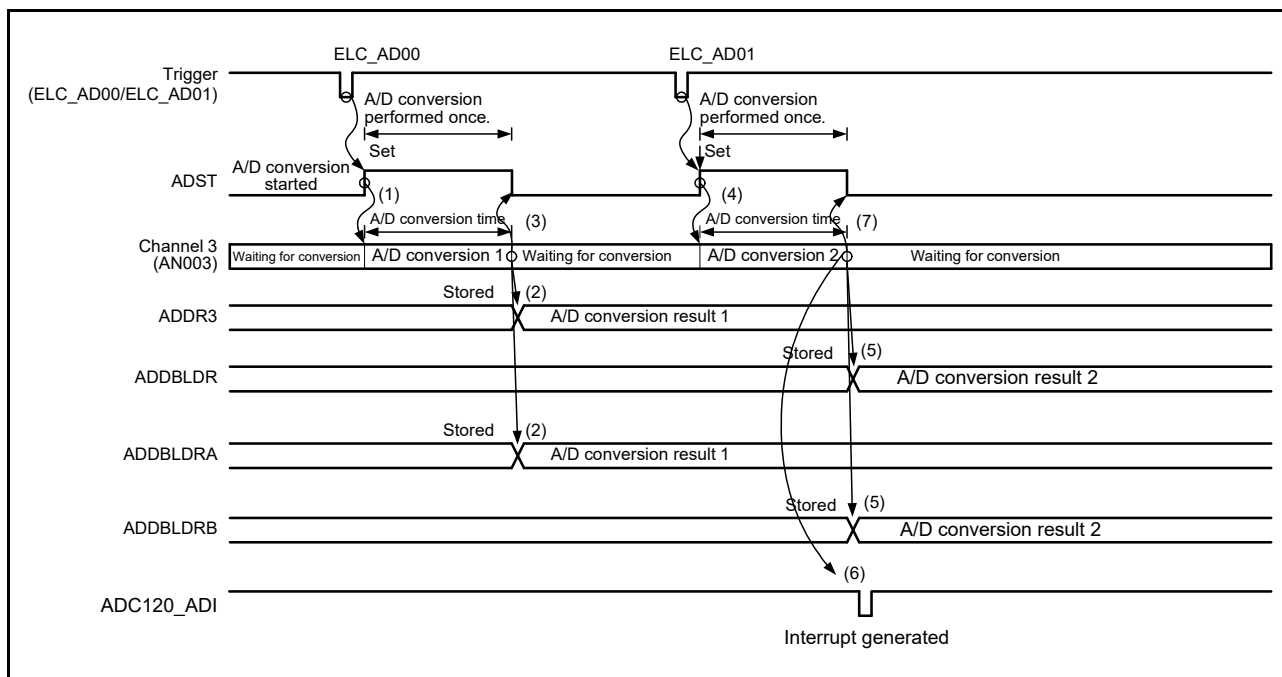 ELC_AD00
ELC_AD01
Trigger
(ELC_AD00/ELC_AD01)
A/D conversion
performed once.
A/D conversion
performed once.
Set
Set
A/D conversion
started
ADST
(1)
(4)
A/D conversion time
(3)
A/D conversion time
(7)
Channel 3
(AN003)
Waiting for conversion
A/D conversion 1
Waiting for conversion
A/D conversion 2
Waiting for conversion
Stored
(2)
ADDR3
A/D conversion result 1
Stored
(5)
ADDBLDR
A/D conversion result 2
Stored
(2)
ADDBLDRA
A/D conversion result 1
Stored
(5)
ADDBLDRB
A/D conversion result 2
(6)
ADC120_ADI
Interrupt generated